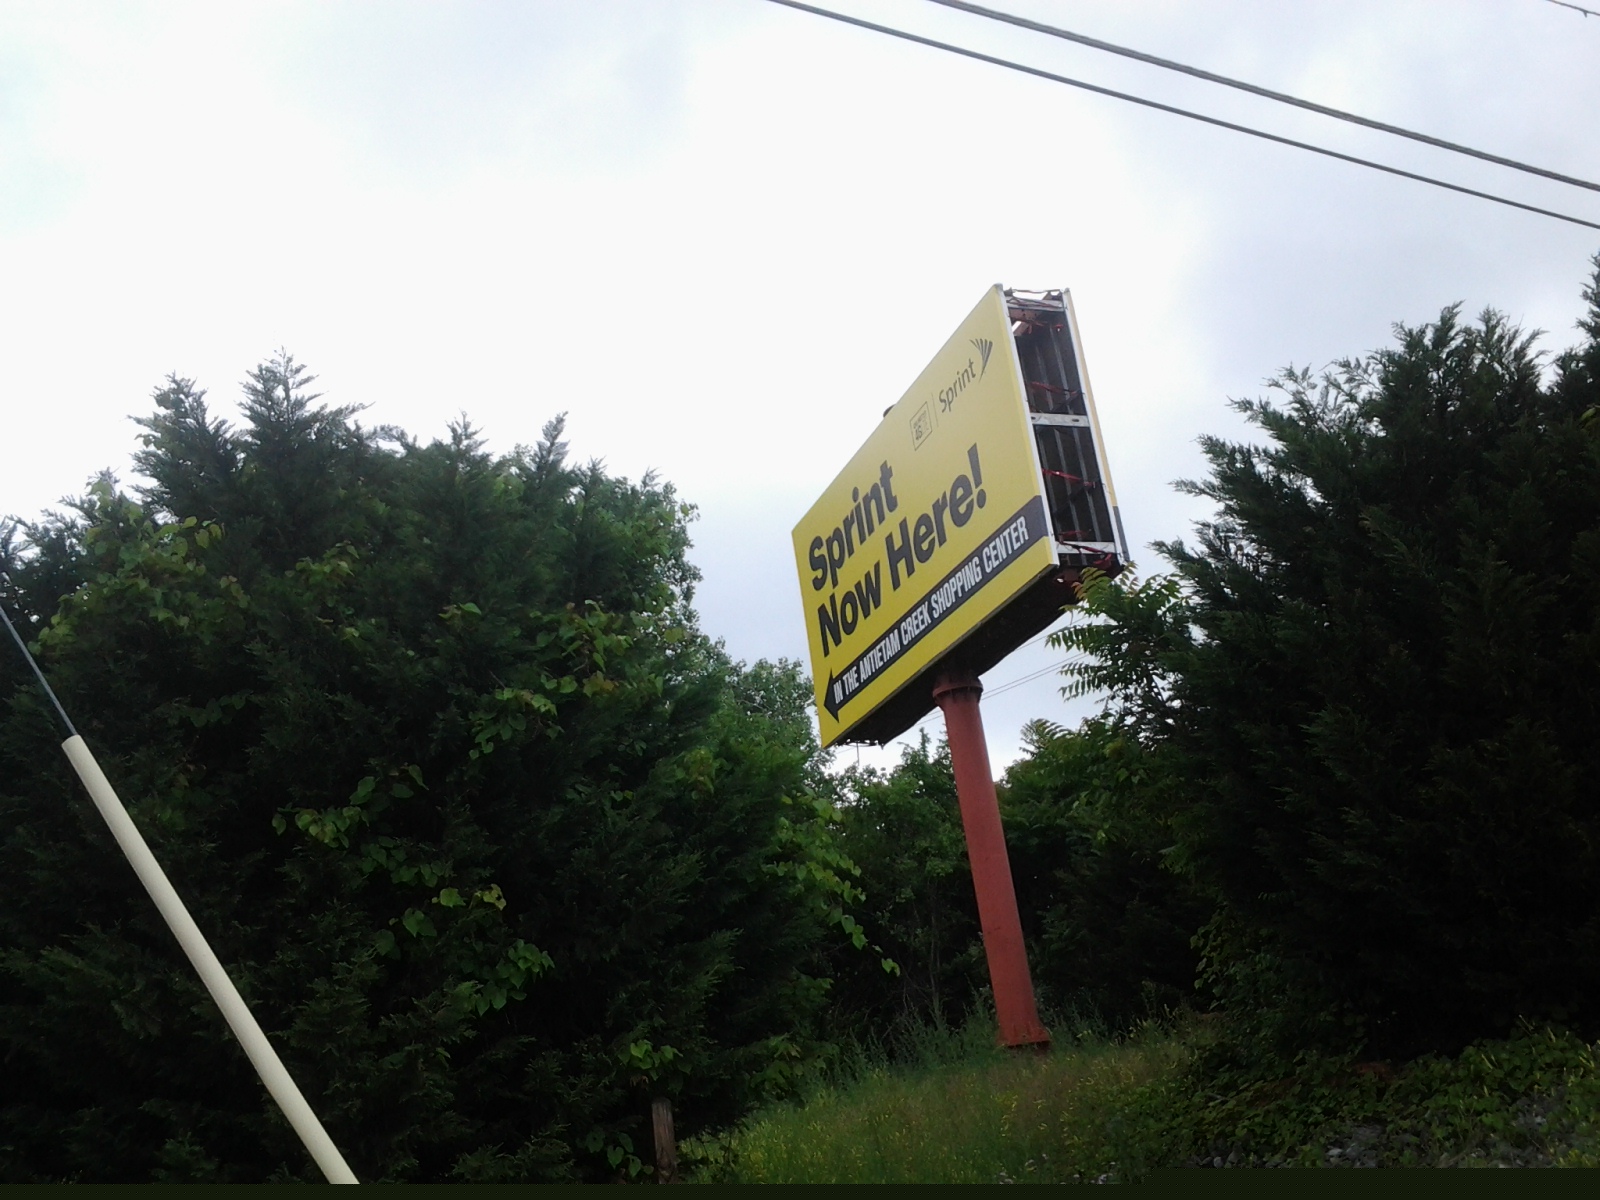 Sprint
Sprint
Now Here!
IN THE ANTIETAM CREEK SHOPPING CENTER